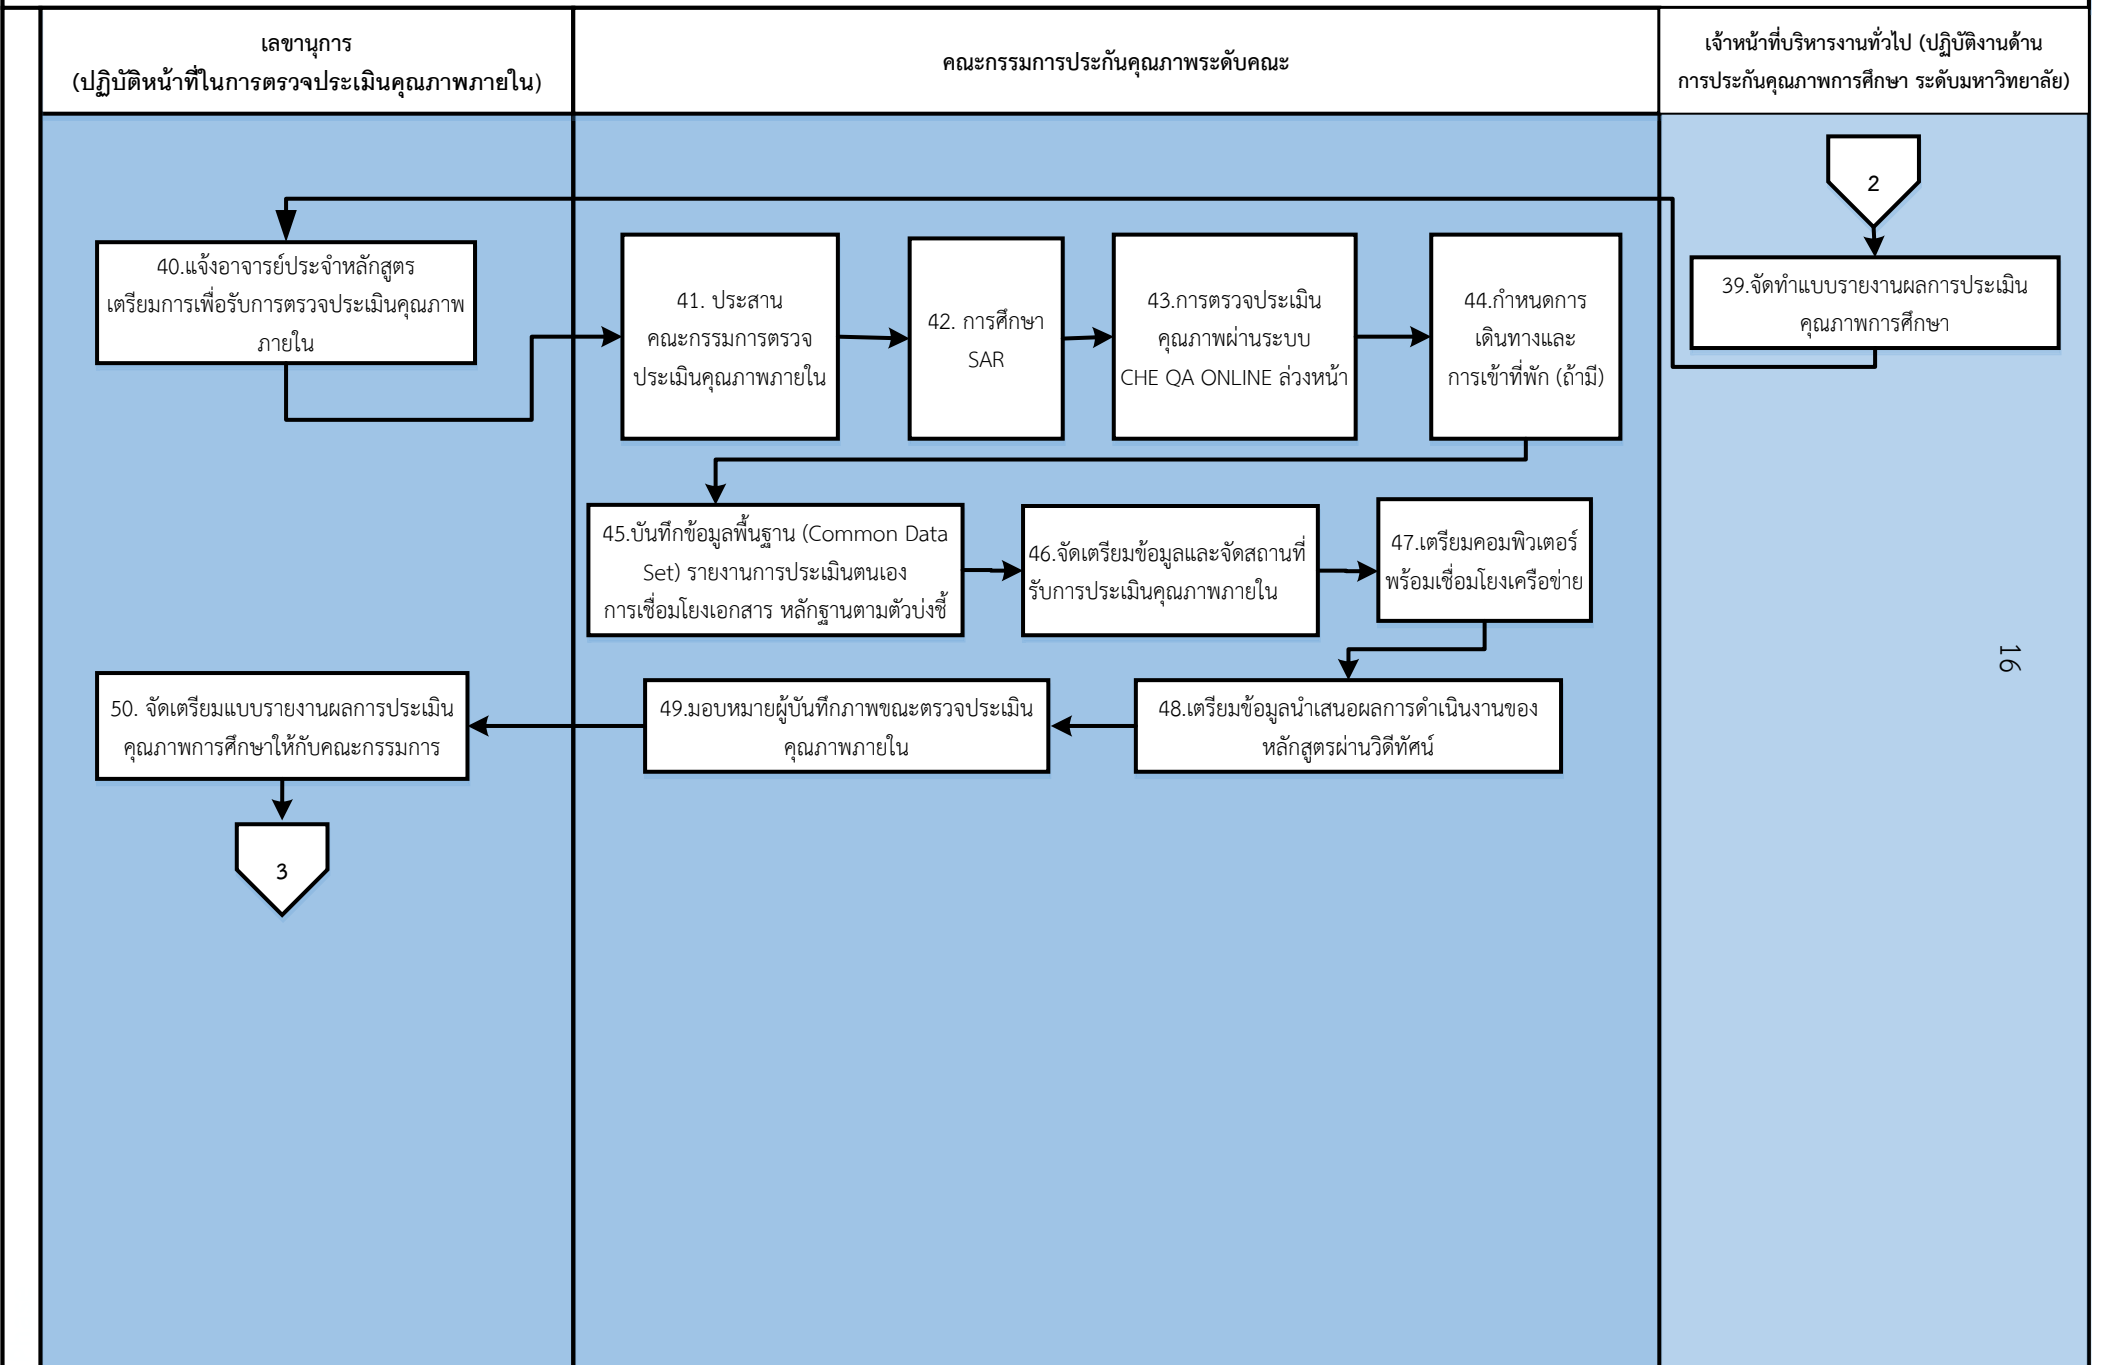 เลขานุการ
(ปฏิบัติหน้าที่ในการตรวจประเมินคุณภาพภายใน)
คณะกรรมการประกันคุณภาพระดับคณะ
เจ้าหน้าที่บริหารงานทั่วไป (ปฏิบัติงานด้าน
การประกันคุณภาพการศึกษา ระดับมหาวิทยาลัย)
2
39.จัดทำแบบรายงานผลการประเมิน
คุณภาพการศึกษา
40.แจ้งอาจารย์ประจำหลักสูตร
เตรียมการเพื่อรับการตรวจประเมินคุณภาพ
ภายใน
41. ประสาน
คณะกรรมการตรวจ
ประเมินคุณภาพภายใน
42. การศึกษา
SAR
43.การตรวจประเมิน
คุณภาพผ่านระบบ
CHE QA ONLINE ล่วงหน้า
44.กำหนดการ
เดินทางและ
การเข้าที่พัก (ถ้ามี)
45.บันทึกข้อมูลพื้นฐาน (Common Data
Set) รายงานการประเมินตนเอง
การเชื่อมโยงเอกสาร หลักฐานตามตัวบ่งชี้
46.จัดเตรียมข้อมูลและจัดสถานที่
รับการประเมินคุณภาพภายใน
47.เตรียมคอมพิวเตอร์
พร้อมเชื่อมโยงเครือข่าย
48.เตรียมข้อมูลนำเสนอผลการดำเนินงานของ
หลักสูตรผ่านวิดีทัศน์
49.มอบหมายผู้บันทึกภาพขณะตรวจประเมิน
คุณภาพภายใน
50. จัดเตรียมแบบรายงานผลการประเมิน
คุณภาพการศึกษาให้กับคณะกรรมการ
3
16